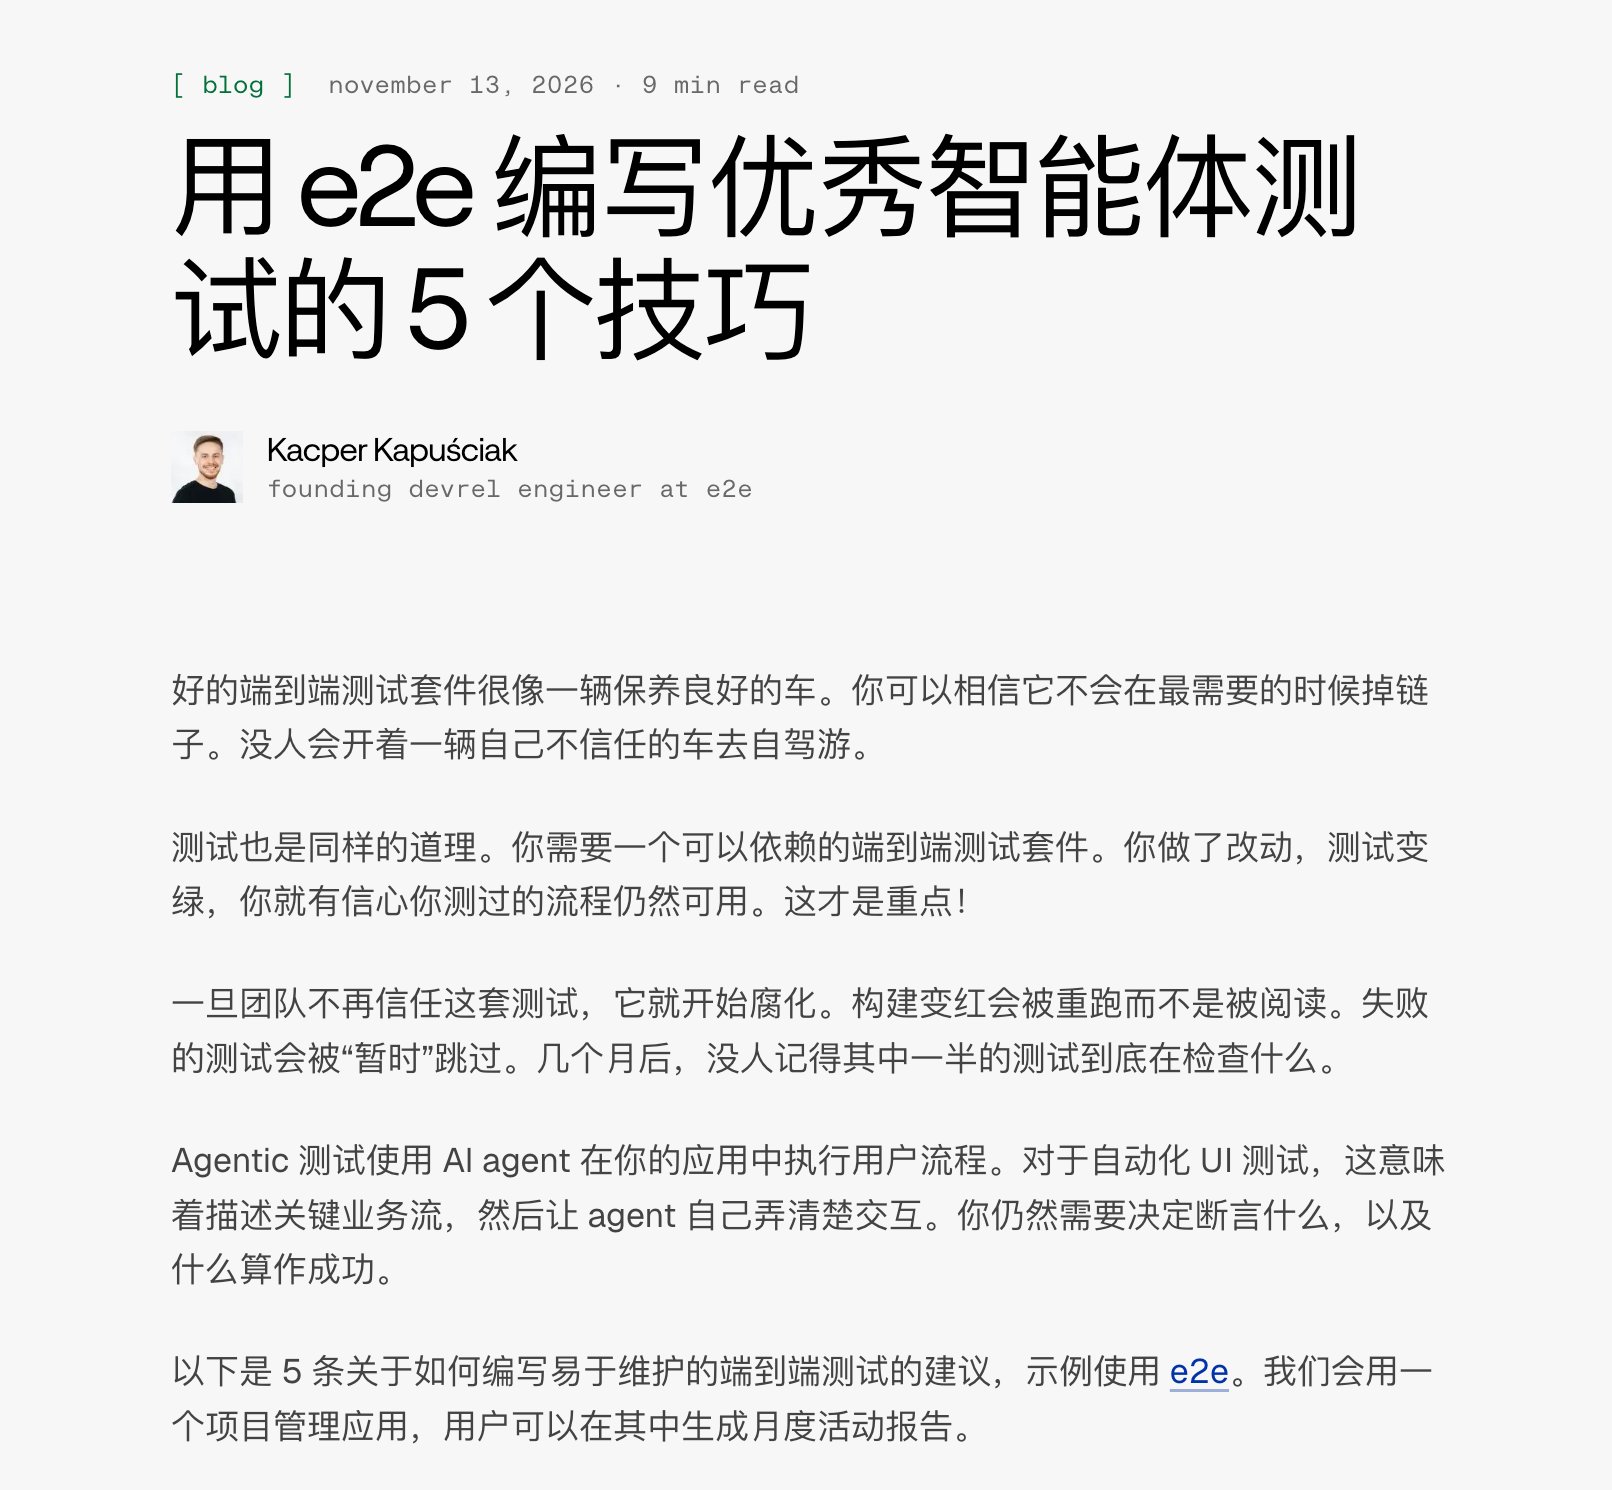 [ blog ] november 13, 2026 · 9 min read
用 e2e 编写优秀智能体测
试的 5 个技巧
Kacper Kapuściak
founding devrel engineer at e2e
好的端到端测试套件很像一辆保养良好的车。你可以相信它不会在最需要的时候掉链
子。没人会开着一辆自己不信任的车去自驾游。
测试也是同样的道理。你需要一个可以依赖的端到端测试套件。你做了改动，测试变
绿，你就有信心你测过的流程仍然可用。这才是重点！
一旦团队不再信任这套测试，它就开始腐化。构建变红会被重跑而不是被阅读。失败
的测试会被“暂时”跳过。几个月后，没人记得其中一半的测试到底在检查什么。
Agentic 测试使用 AI agent 在你的应用中执行用户流程。对于自动化 UI 测试，这意味
着描述关键业务流，然后让 agent 自己弄清楚交互。你仍然需要决定断言什么，以及
什么算作成功。
以下是 5 条关于如何编写易于维护的端到端测试的建议，示例使用 e2e。我们会用一
个项目管理应用，用户可以在其中生成月度活动报告。